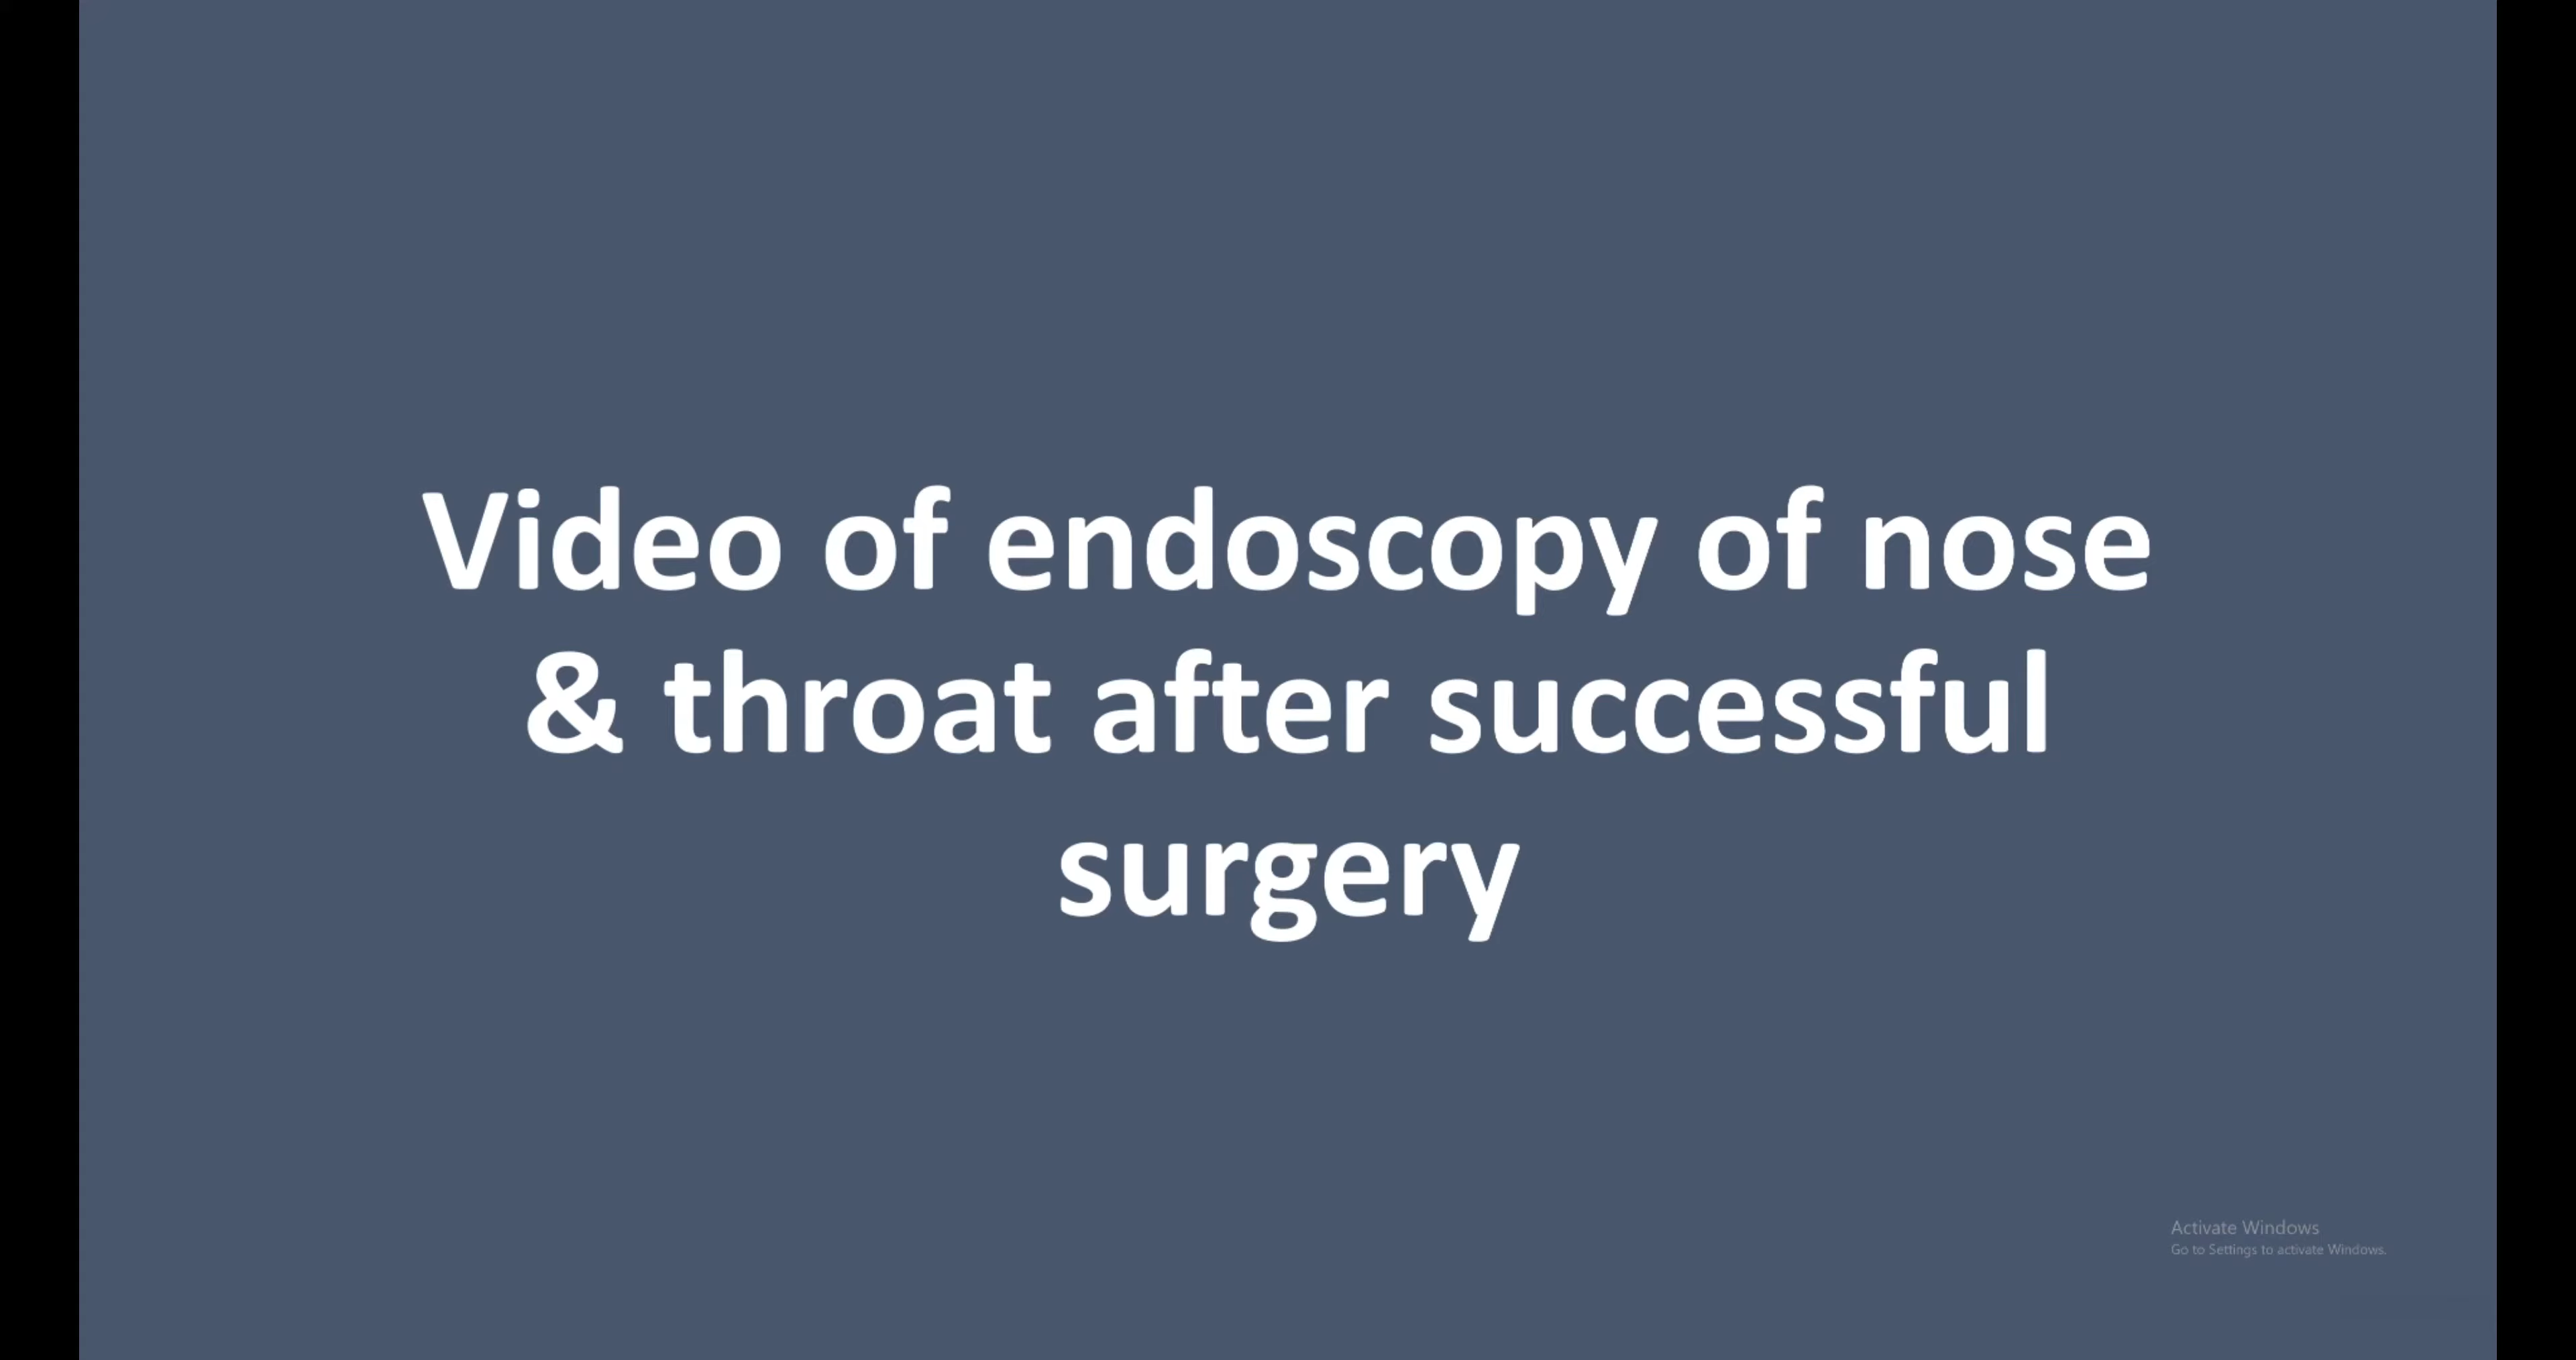 Video of endoscopy of nose
& throat after successful
surgery
Activate Windows
Go to Settings to activate Windows.